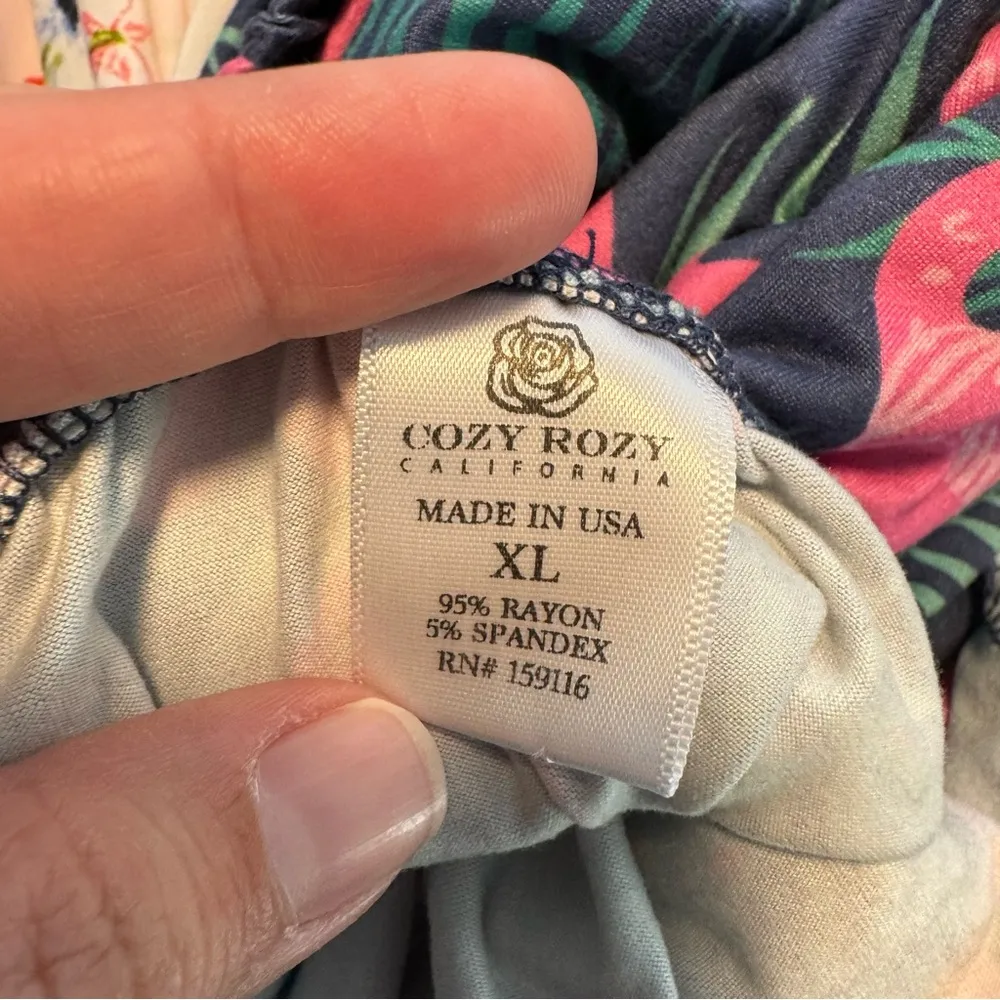 COZY ROZY
CALIFORNIA
MADE IN USA
XL
95% RAYON
5% SPANDEX
RN# 159116